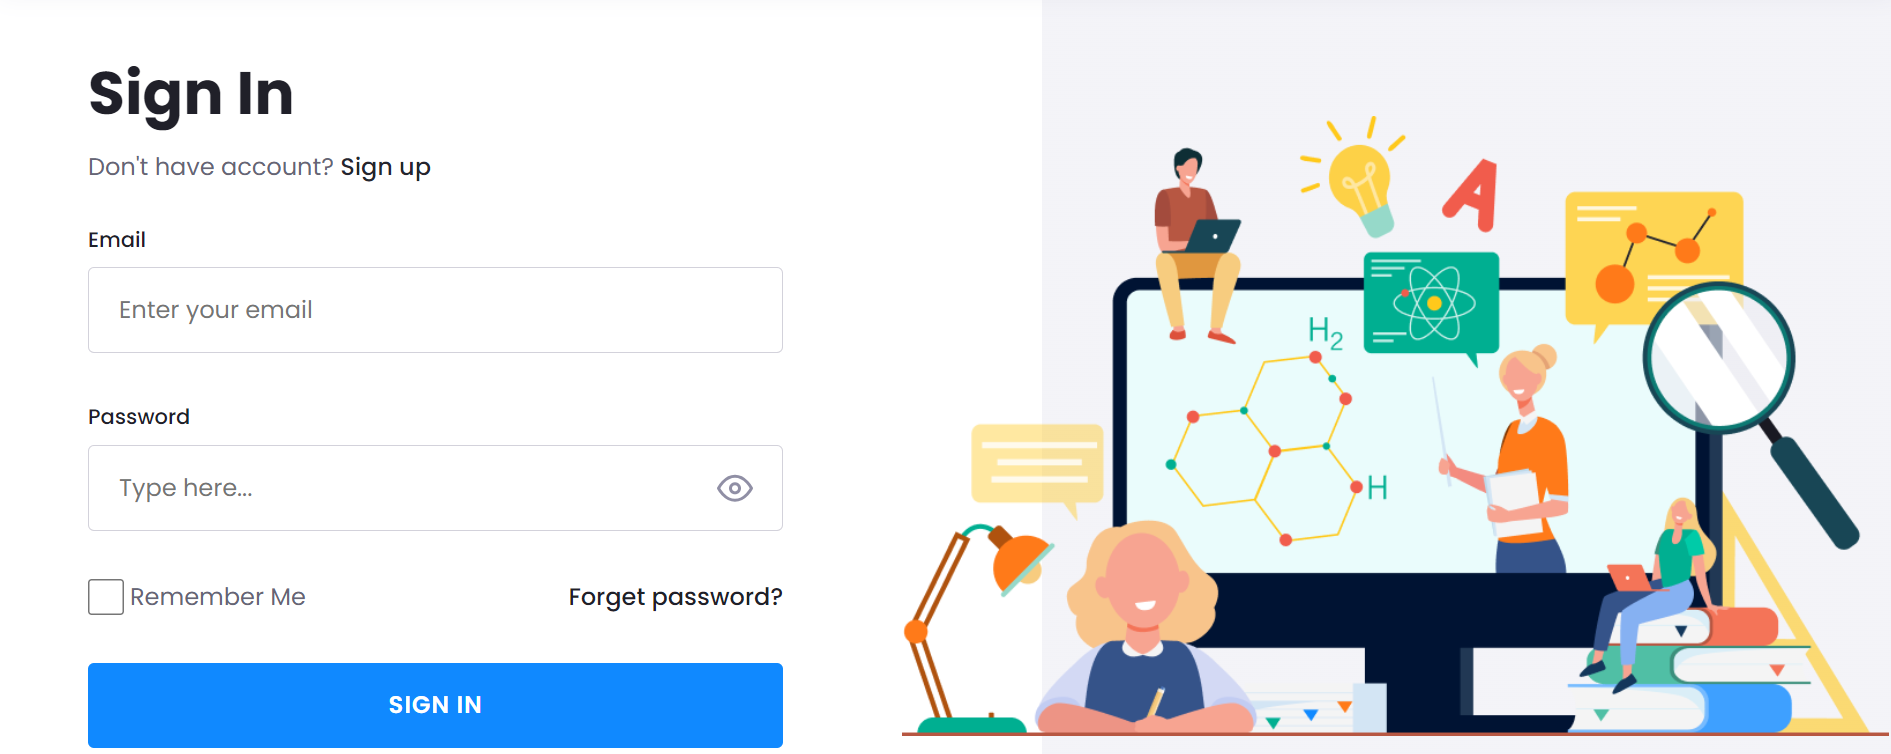 Sign In
Don't have account? Sign up
Email
Enter your email
Password
Type here...
Remember Me
Forget password?
SIGN IN
A
H2
H